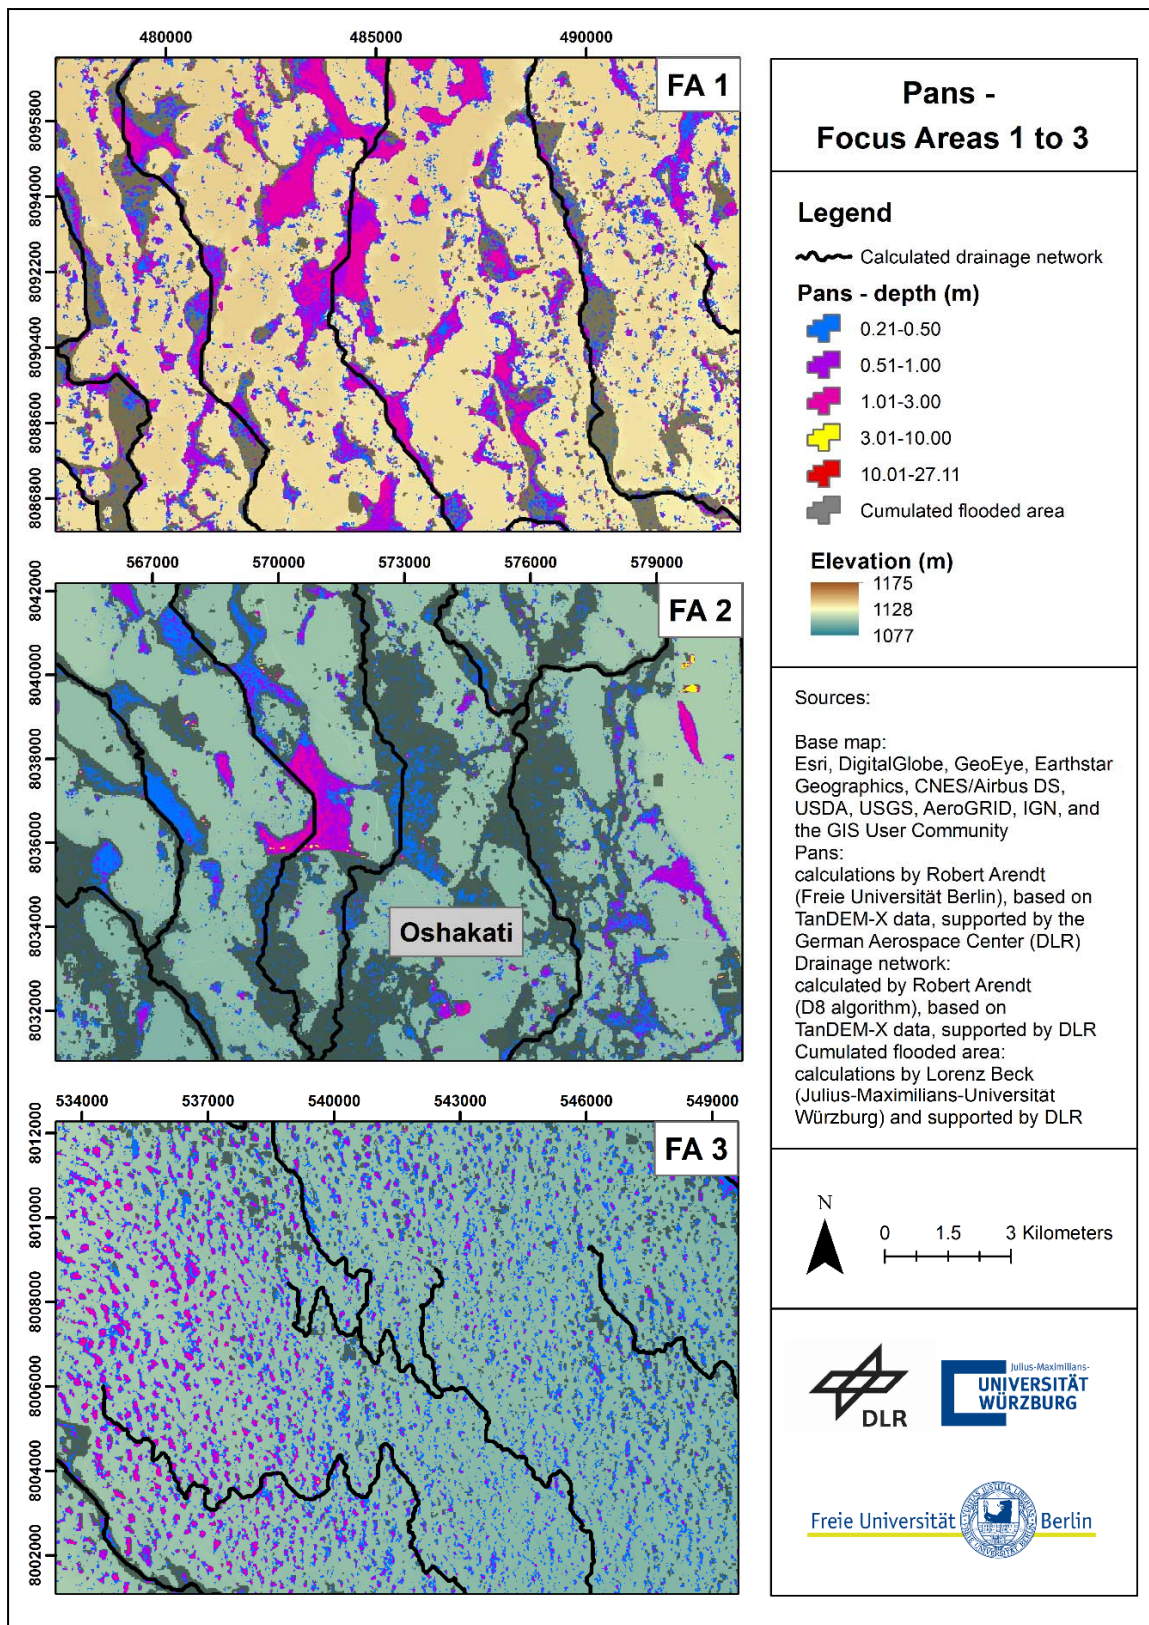 480000 485000 490000
FA 1
8095800
8094000
8092200
8090400
8088600
8086800
567000 570000 573000 576000 579000
FA 2
8042000
8040000
8038000
8036000
8034000
8032000
Oshakati
534000 537000 540000 543000 546000 549000
FA 3
8012000
8010000
8008000
8006000
8004000
8002000
Pans -
Focus Areas 1 to 3
Legend
Calculated drainage network
Pans - depth (m)
0.21-0.50
0.51-1.00
1.01-3.00
3.01-10.00
10.01-27.11
Cumulated flooded area
Elevation (m)
1175
1128
1077
Sources:
Base map:
Esri, DigitalGlobe, GeoEye, Earthstar
Geographics, CNES/Airbus DS,
USDA, USGS, AeroGRID, IGN, and
the GIS User Community
Pans:
calculations by Robert Arendt
(Freie Universität Berlin), based on
TanDEM-X data, supported by the
German Aerospace Center (DLR)
Drainage network:
calculated by Robert Arendt
(D8 algorithm), based on
TanDEM-X data, supported by DLR
Cumulated flooded area:
calculations by Lorenz Beck
(Julius-Maximilians-Universität
Würzburg) and supported by DLR
N
0 1.5 3 Kilometers
DLR
Julius-Maximilians-
UNIVERSITÄT
WÜRZBURG
Freie Universität Berlin